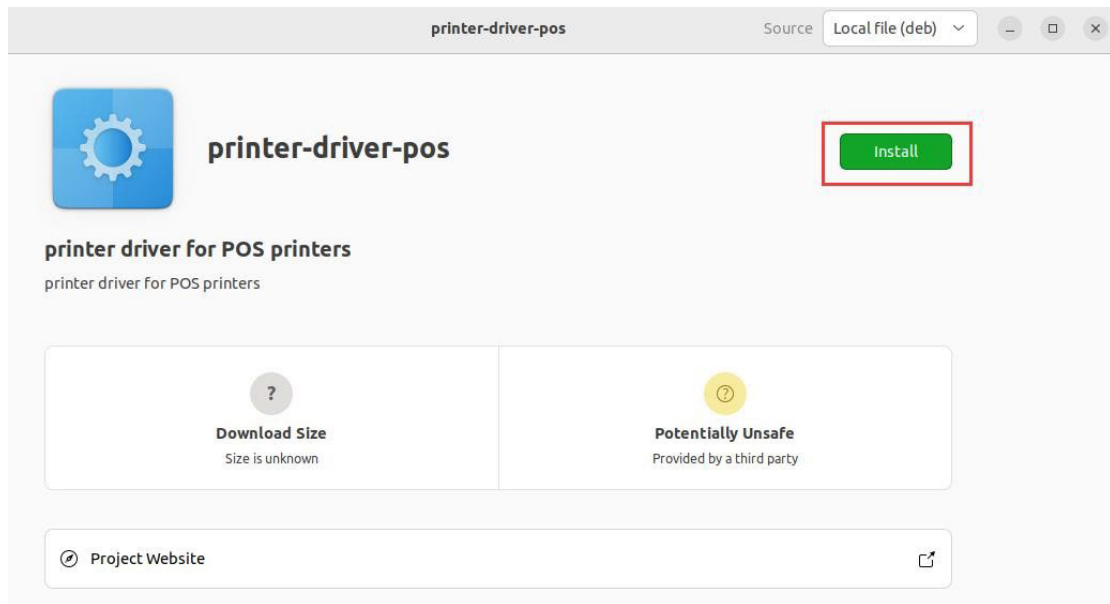 printer-driver-pos
Source
Local file (deb)
printer-driver-pos
Install
printer driver for POS printers
printer driver for POS printers
?
Download Size
Size is unknown
?
Potentially Unsafe
Provided by a third party
Project Website